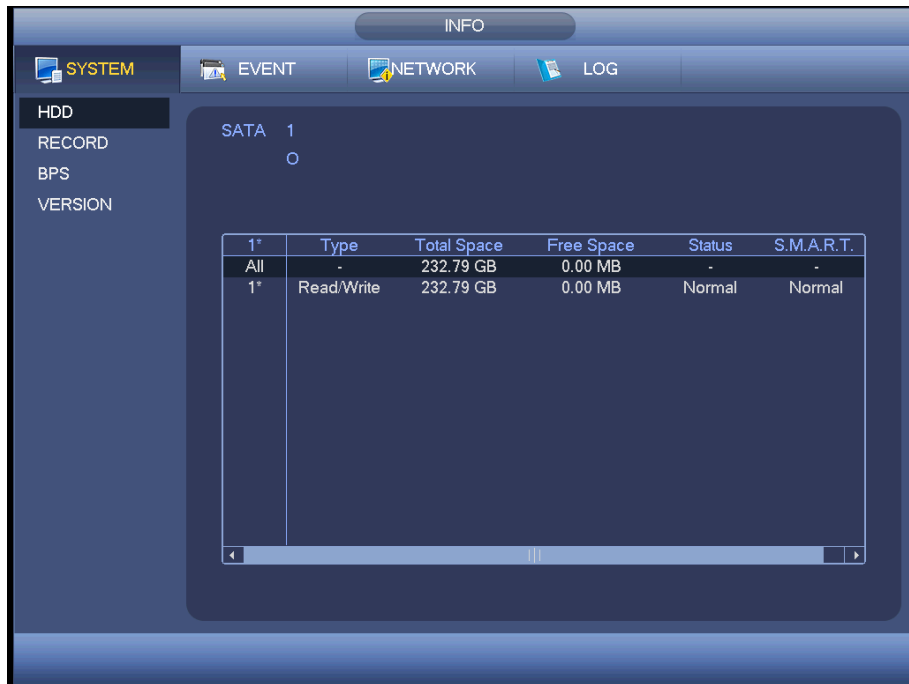 INFO
SYSTEM EVENT NETWORK LOG
HDD
RECORD
BPS
VERSION
SATA 1
O
1* Type Total Space Free Space Status S.M.A.R.T.
All - 232.79 GB 0.00 MB - -
1* Read/Write 232.79 GB 0.00 MB Normal Normal